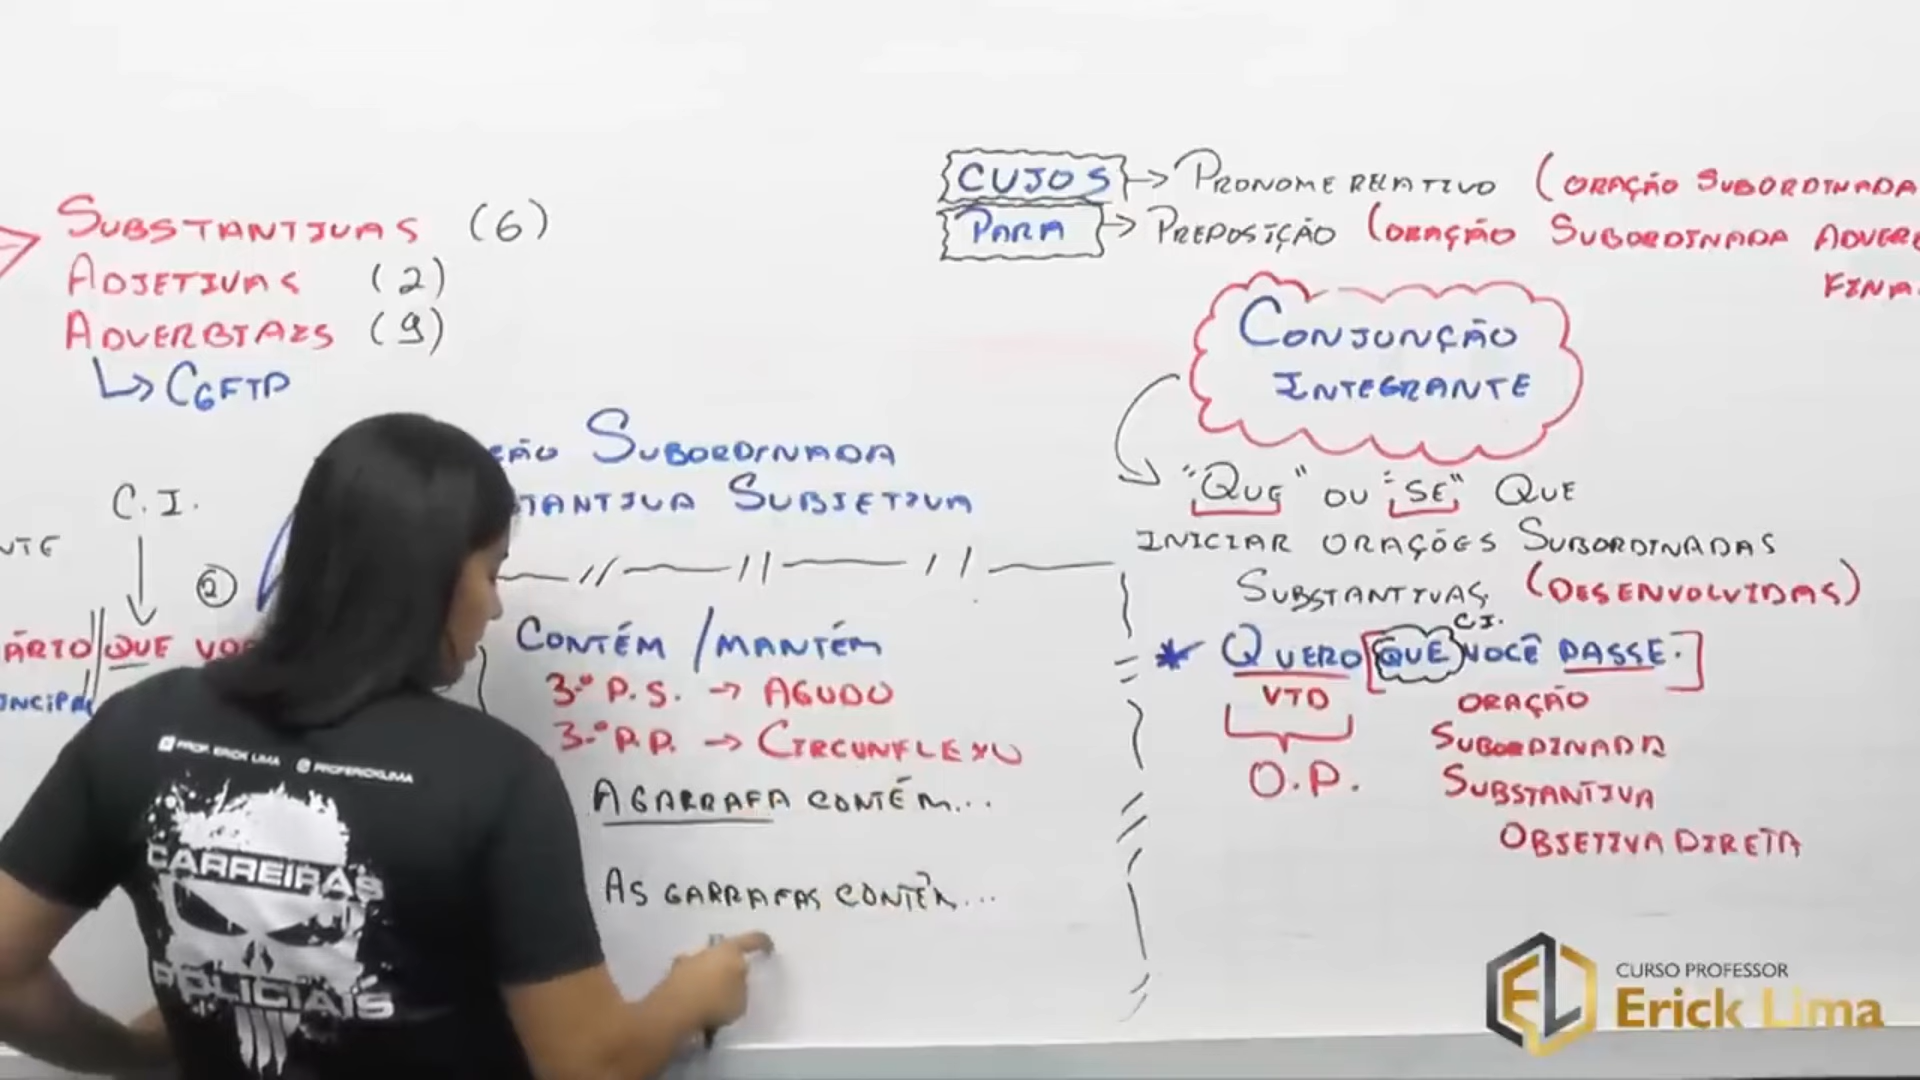 SUBSTANTIVAS (6)
ADJETIVAS (2)
ADVERBIAIS (9)
↳ CGFTP
CUJOS → PRONOME RELATIVO (ORAÇÃO SUBORDINADA
PARA → PREPOSIÇÃO (ORAÇÃO SUBORDINADA
CONJUNÇÃO
INTEGRANTE
"QUE" OU "SE" QUE
INICIAR ORAÇÕES SUBORDINADAS
SUBSTANTIVAS (DESENVOLVIDAS)
C.I.
* QUERO [QUE VOCÊ PASSE.]
VTD
O.P.
ORAÇÃO
SUBORDINADA
SUBSTANTIVA
OBJETIVA DIRETA
SUBORDINADA
SUBJETIVA
C.I.
2
QUE
CONTÉM / MANTÉM
3.ª P.S. → AGUDO
3.ª P.P. → CIRCUNFLEXO
A GARRAFA CONTÉM...
AS GARRAFAS CONTÊM...
PROF. ERICK LIMA
PROFERICKLIMA
CARREIRAS
POLICIAIS
CURSO PROFESSOR
Erick Lima